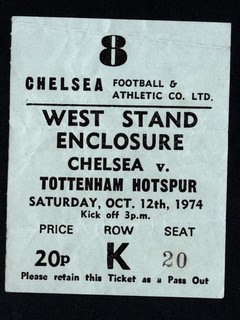 8
CHELSEA FOOTBALL & ATHLETIC CO. LTD.
WEST STAND
ENCLOSURE
CHELSEA v.
TOTTENHAM HOTSPUR
SATURDAY, OCT. 12th, 1974
Kick off 3p.m.
PRICE ROW SEAT
20p K 20
Please retain this Ticket as a Pass Out